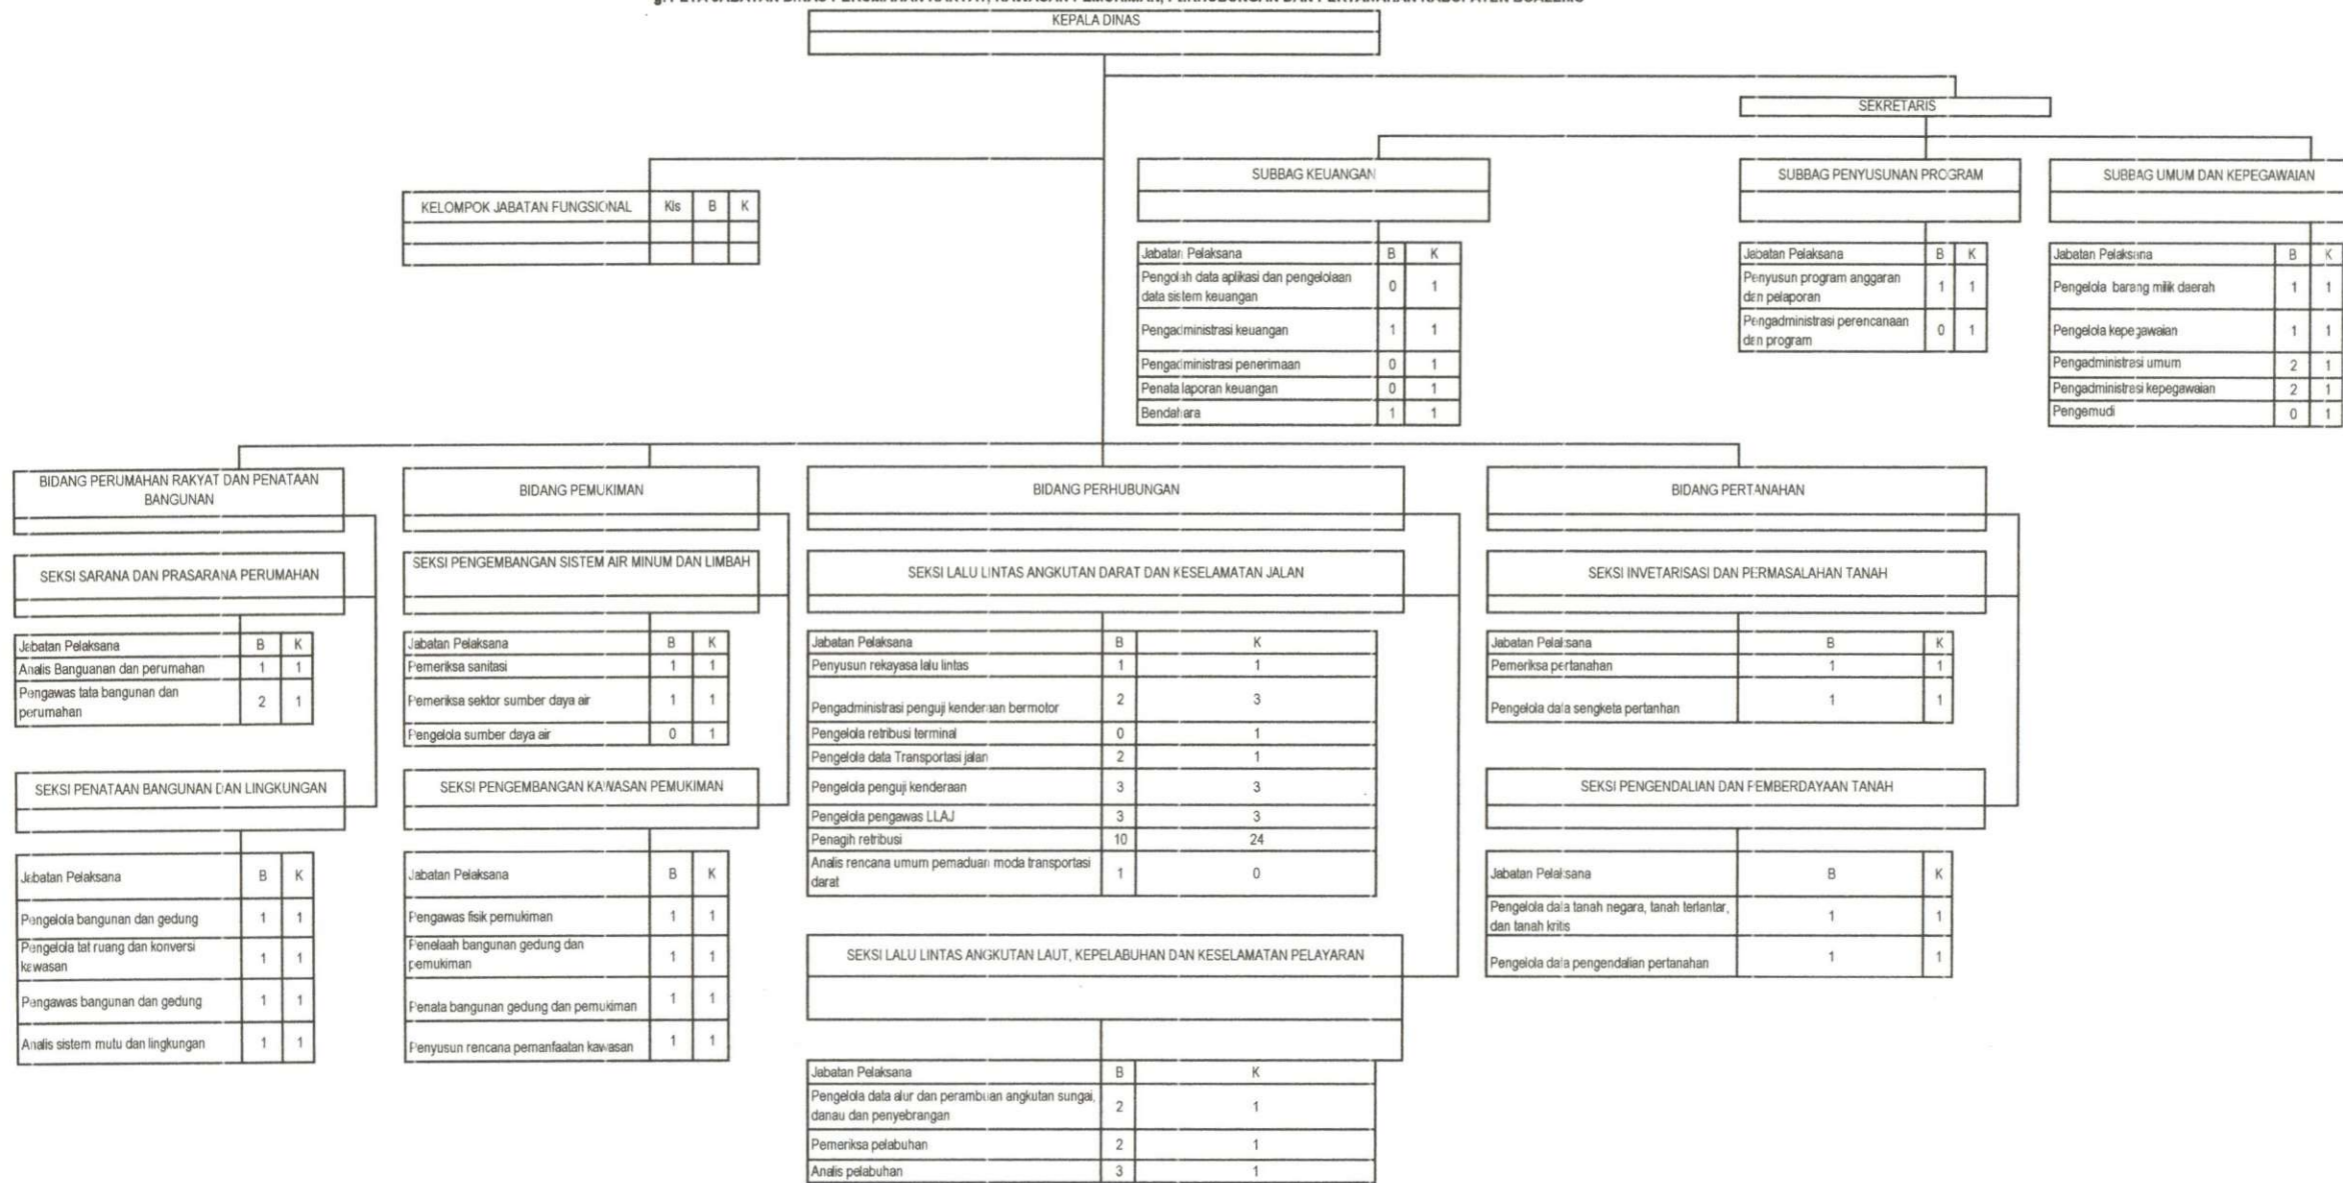 KEPALA DINAS
SEKRETARIS
SUBBAG KEUANGAN
SUBBAG PENYUSUNAN PROGRAM
SUBBAG UMUM DAN KEPEGAWAIAN
KELOMPOK JABATAN FUNGSIONAL Kls B K
Jabatan Pelaksana B K
Pengolah data aplikasi dan pengelolaan
data sistem keuangan 0 1
Pengadministrasi keuangan 1 1
Pengadministrasi penerimaan 0 1
Penata laporan keuangan 0 1
Bendahara 1 1
Jabatan Pelaksana B K
Penyusun program anggaran
dan pelaporan 1 1
Pengadministrasi perencanaan
dan program 0 1
Jabatan Pelaksana B K
Pengelola barang milik daerah 1 1
Pengelola kepegawaian 1 1
Pengadministrasi umum 2 1
Pengadministrasi kepegawaian 2 1
Pengemudi 0 1
BIDANG PERUMAHAN RAKYAT DAN PENATAAN
BANGUNAN
SEKSI SARANA DAN PRASARANA PERUMAHAN
Jabatan Pelaksana B K
Analis Banguanan dan perumahan 1 1
Pengawas tata bangunan dan
perumahan 2 1
SEKSI PENATAAN BANGUNAN DAN LINGKUNGAN
Jabatan Pelaksana B K
Pengelola bangunan dan gedung 1 1
Pengelola tat ruang dan konversi
kawasan 1 1
Pengawas bangunan dan gedung 1 1
Analis sistem mutu dan lingkungan 1 1
BIDANG PEMUKIMAN
SEKSI PENGEMBANGAN SISTEM AIR MINUM DAN LIMBAH
Jabatan Pelaksana B K
Pemeriksa sanitasi 1 1
Pemeriksa sektor sumber daya air 1 1
Pengelola sumber daya air 0 1
SEKSI PENGEMBANGAN KAWASAN PEMUKIMAN
Jabatan Pelaksana B K
Pengawas fisik pemukiman 1 1
Penelaah bangunan gedung dan
pemukiman 1 1
Penata bangunan gedung dan pemukiman 1 1
Penyusun rencana pemanfaatan kawasan 1 1
BIDANG PERHUBUNGAN
SEKSI LALU LINTAS ANGKUTAN DARAT DAN KESELAMATAN JALAN
Jabatan Pelaksana B K
Penyusun rekayasa lalu lintas 1 1
Pengadministrasi penguji kenderaan bermotor 2 3
Pengelola retribusi terminal 0 1
Pengelola data Transportasi jalan 2 1
Pengelola penguji kenderaan 3 3
Pengelola pengawas LLAJ 3 3
Penagih retribusi 10 24
Analis rencana umum pemaduan moda transportasi
darat 1 0
SEKSI LALU LINTAS ANGKUTAN LAUT, KEPELABUHAN DAN KESELAMATAN PELAYARAN
Jabatan Pelaksana B K
Pengelola data alur dan perambuan angkutan sungai,
danau dan penyebrangan 2 1
Pemeriksa pelabuhan 2 1
Analis pelabuhan 3 1
BIDANG PERTANAHAN
SEKSI INVETARISASI DAN PERMASALAHAN TANAH
Jabatan Pelaksana B K
Pemeriksa pertanahan 1 1
Pengelola data sengketa pertanhan 1 1
SEKSI PENGENDALIAN DAN PEMBERDAYAAN TANAH
Jabatan Pelaksana B K
Pengelola data tanah negara, tanah terlantar,
dan tanah kritis 1 1
Pengelola data pengendalian pertanahan 1 1